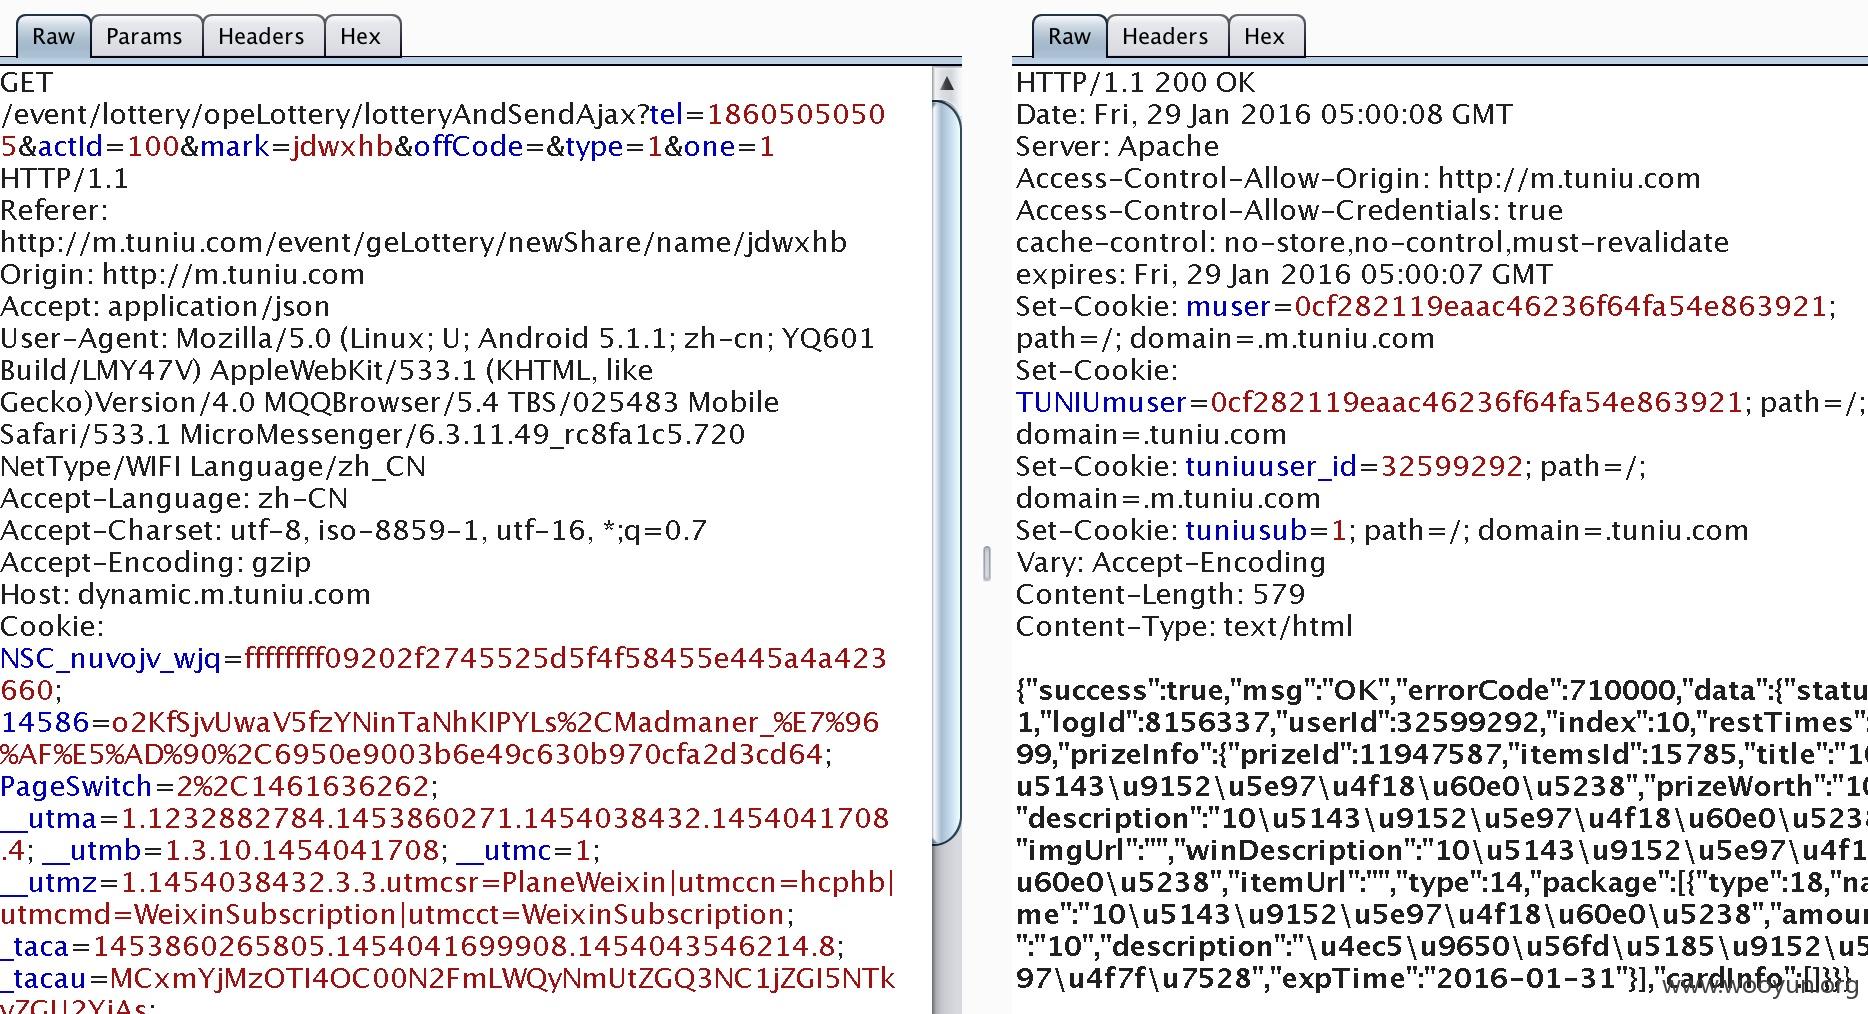 Raw Params Headers Hex
GET
/event/lottery/opeLottery/lotteryAndSendAjax?tel=1860505050
5&actId=100&mark=jdwxhb&offCode=&type=1&one=1
HTTP/1.1
Referer:
http://m.tuniu.com/event/geLottery/newShare/name/jdwxhb
Origin: http://m.tuniu.com
Accept: application/json
User-Agent: Mozilla/5.0 (Linux; U; Android 5.1.1; zh-cn; YQ601
Build/LMY47V) AppleWebKit/533.1 (KHTML, like
Gecko)Version/4.0 MQQBrowser/5.4 TBS/025483 Mobile
Safari/533.1 MicroMessenger/6.3.11.49_rc8fa1c5.720
NetType/WIFI Language/zh_CN
Accept-Language: zh-CN
Accept-Charset: utf-8, iso-8859-1, utf-16, *;q=0.7
Accept-Encoding: gzip
Host: dynamic.m.tuniu.com
Cookie:
NSC_nuvojv_wjq=ffffffff09202f2745525d5f4f58455e445a4a423
660;
14586=o2KfSjvUwaV5fzYNinTaNhKIPYLs%2CMadmaner_%E7%96
%AF%E5%AD%90%2C6950e9003b6e49c630b970cfa2d3cd64;
PageSwitch=2%2C1461636262;
__utma=1.1232882784.1453860271.1454038432.1454041708
.4; __utmb=1.3.10.1454041708; __utmc=1;
__utmz=1.1454038432.3.3.utmcsr=PlaneWeixin|utmccn=hcphb|
utmcmd=WeixinSubscription|utmcct=WeixinSubscription;
_taca=1453860265805.1454041699908.1454043546214.8;
_tacau=MCxmYjMzOTI4OC00N2FmLWQyNmUtZGQ3NC1jZGI5NTk
yZGU2YjAs;
Raw Headers Hex
HTTP/1.1 200 OK
Date: Fri, 29 Jan 2016 05:00:08 GMT
Server: Apache
Access-Control-Allow-Origin: http://m.tuniu.com
Access-Control-Allow-Credentials: true
cache-control: no-store,no-control,must-revalidate
expires: Fri, 29 Jan 2016 05:00:07 GMT
Set-Cookie: muser=0cf282119eaac46236f64fa54e863921;
path=/; domain=.m.tuniu.com
Set-Cookie:
TUNIUmuser=0cf282119eaac46236f64fa54e863921; path=/;
domain=.tuniu.com
Set-Cookie: tuniuuser_id=32599292; path=/;
domain=.m.tuniu.com
Set-Cookie: tuniusub=1; path=/; domain=.tuniu.com
Vary: Accept-Encoding
Content-Length: 579
Content-Type: text/html
{"success":true,"msg":"OK","errorCode":710000,"data":{"statu
1,"logId":8156337,"userId":32599292,"index":10,"restTimes":
99,"prizeInfo":{"prizeId":11947587,"itemsId":15785,"title":"10
u5143\u9152\u5e97\u4f18\u60e0\u5238","prizeWorth":"10
"description":"10\u5143\u9152\u5e97\u4f18\u60e0\u5238
"imgUrl":"","winDescription":"10\u5143\u9152\u5e97\u4f1
u60e0\u5238","itemUrl":"","type":14,"package":[{"type":18,"na
me":"10\u5143\u9152\u5e97\u4f18\u60e0\u5238","amoun
":"10","description":"\u4ec5\u9650\u56fd\u5185\u9152\u5
97\u4f7f\u7528","expTime":"2016-01-31"}],"cardInfo":[]}}}
www.wooyun.org